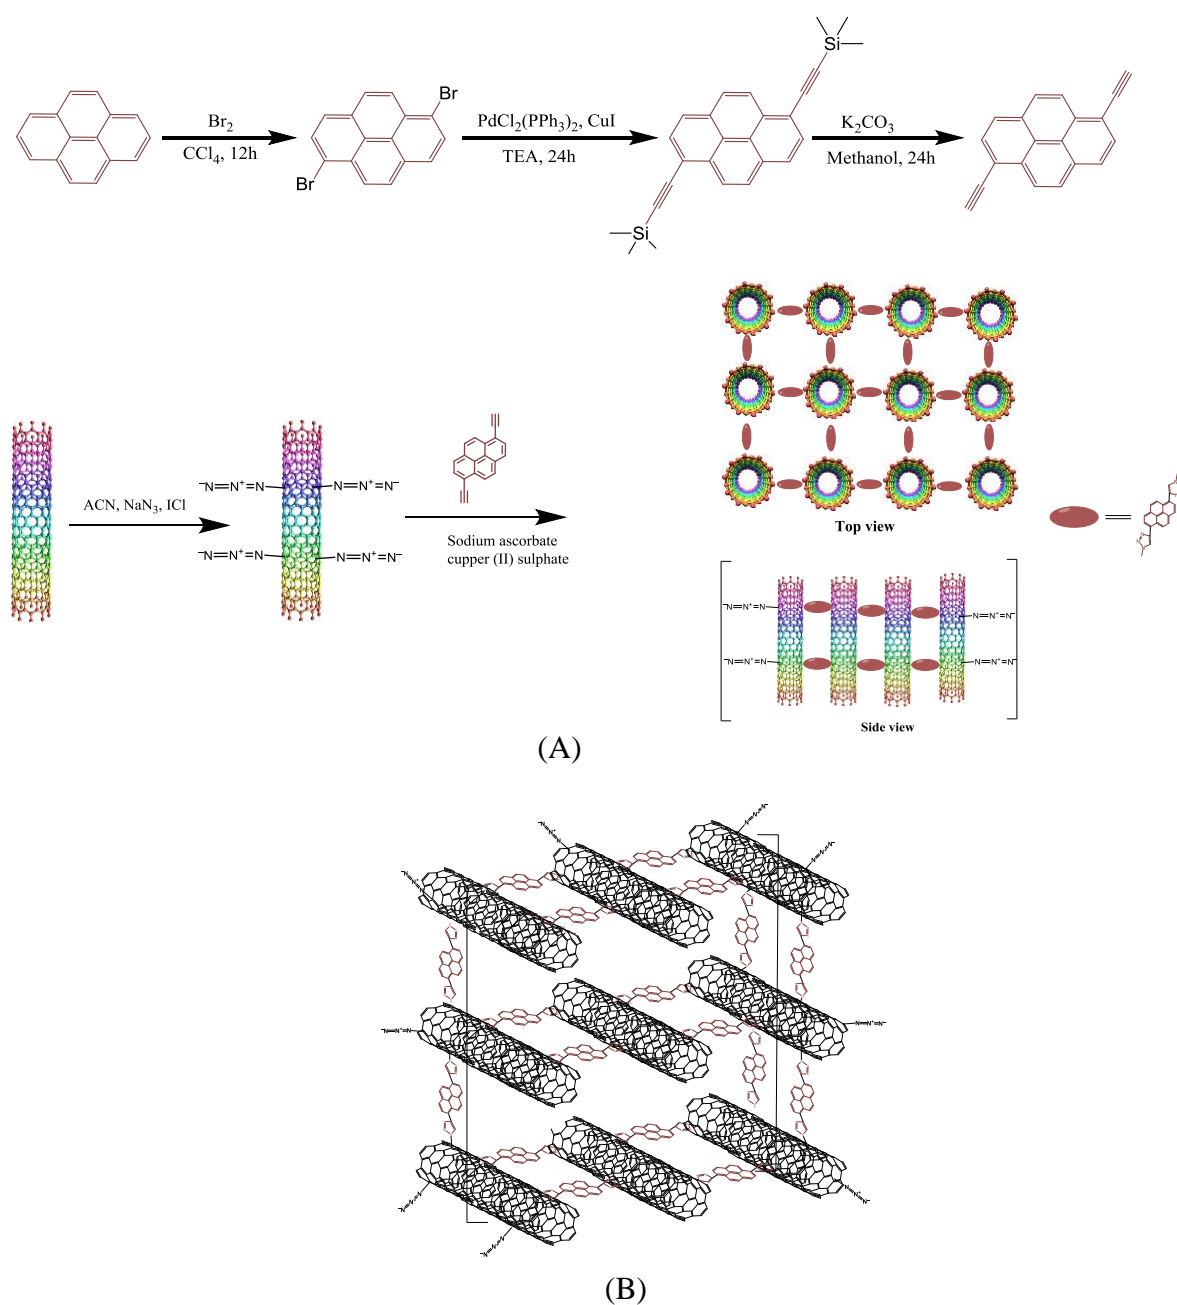 Br
Br2
CCl4, 12h
Br
PdCl2(PPh3)2, CuI
TEA, 24h
Si
Si
K2CO3
Methanol, 24h
ACN, NaN3, ICl
−N=N+=N
N=N+=N−
−N=N+=N
N=N+=N−
Sodium ascorbate
cupper (II) sulphate
Top view
−N=N+=N
N=N+=N−
−N=N+=N
N=N+=N−
Side view
(A)
−N=N+=N
N=N+=N−
(B)